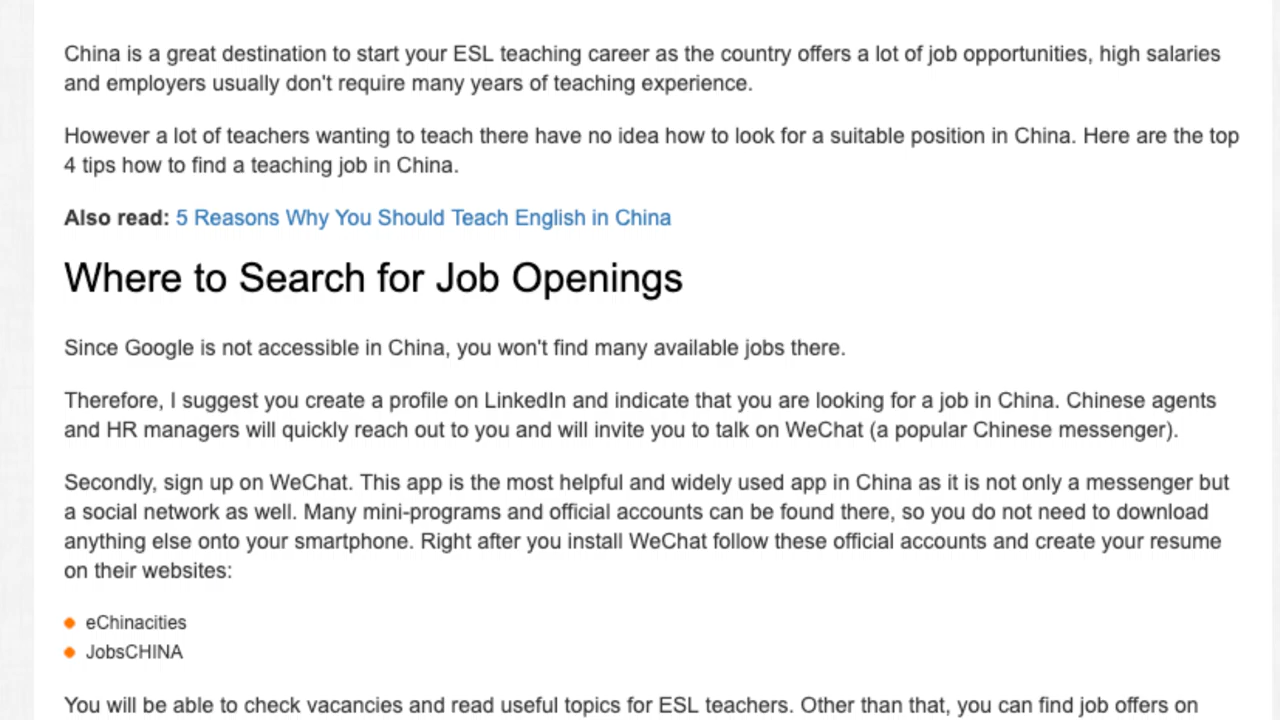 China is a great destination to start your ESL teaching career as the country offers a lot of job opportunities, high salaries
and employers usually don't require many years of teaching experience.
However a lot of teachers wanting to teach there have no idea how to look for a suitable position in China. Here are the top
4 tips how to find a teaching job in China.
Also read: 5 Reasons Why You Should Teach English in China
Where to Search for Job Openings
Since Google is not accessible in China, you won't find many available jobs there.
Therefore, I suggest you create a profile on LinkedIn and indicate that you are looking for a job in China. Chinese agents
and HR managers will quickly reach out to you and will invite you to talk on WeChat (a popular Chinese messenger).
Secondly, sign up on WeChat. This app is the most helpful and widely used app in China as it is not only a messenger but
a social network as well. Many mini-programs and official accounts can be found there, so you do not need to download
anything else onto your smartphone. Right after you install WeChat follow these official accounts and create your resume
on their websites:
eChinacities
JobsCHINA
You will be able to check vacancies and read useful topics for ESL teachers. Other than that, you can find job offers on